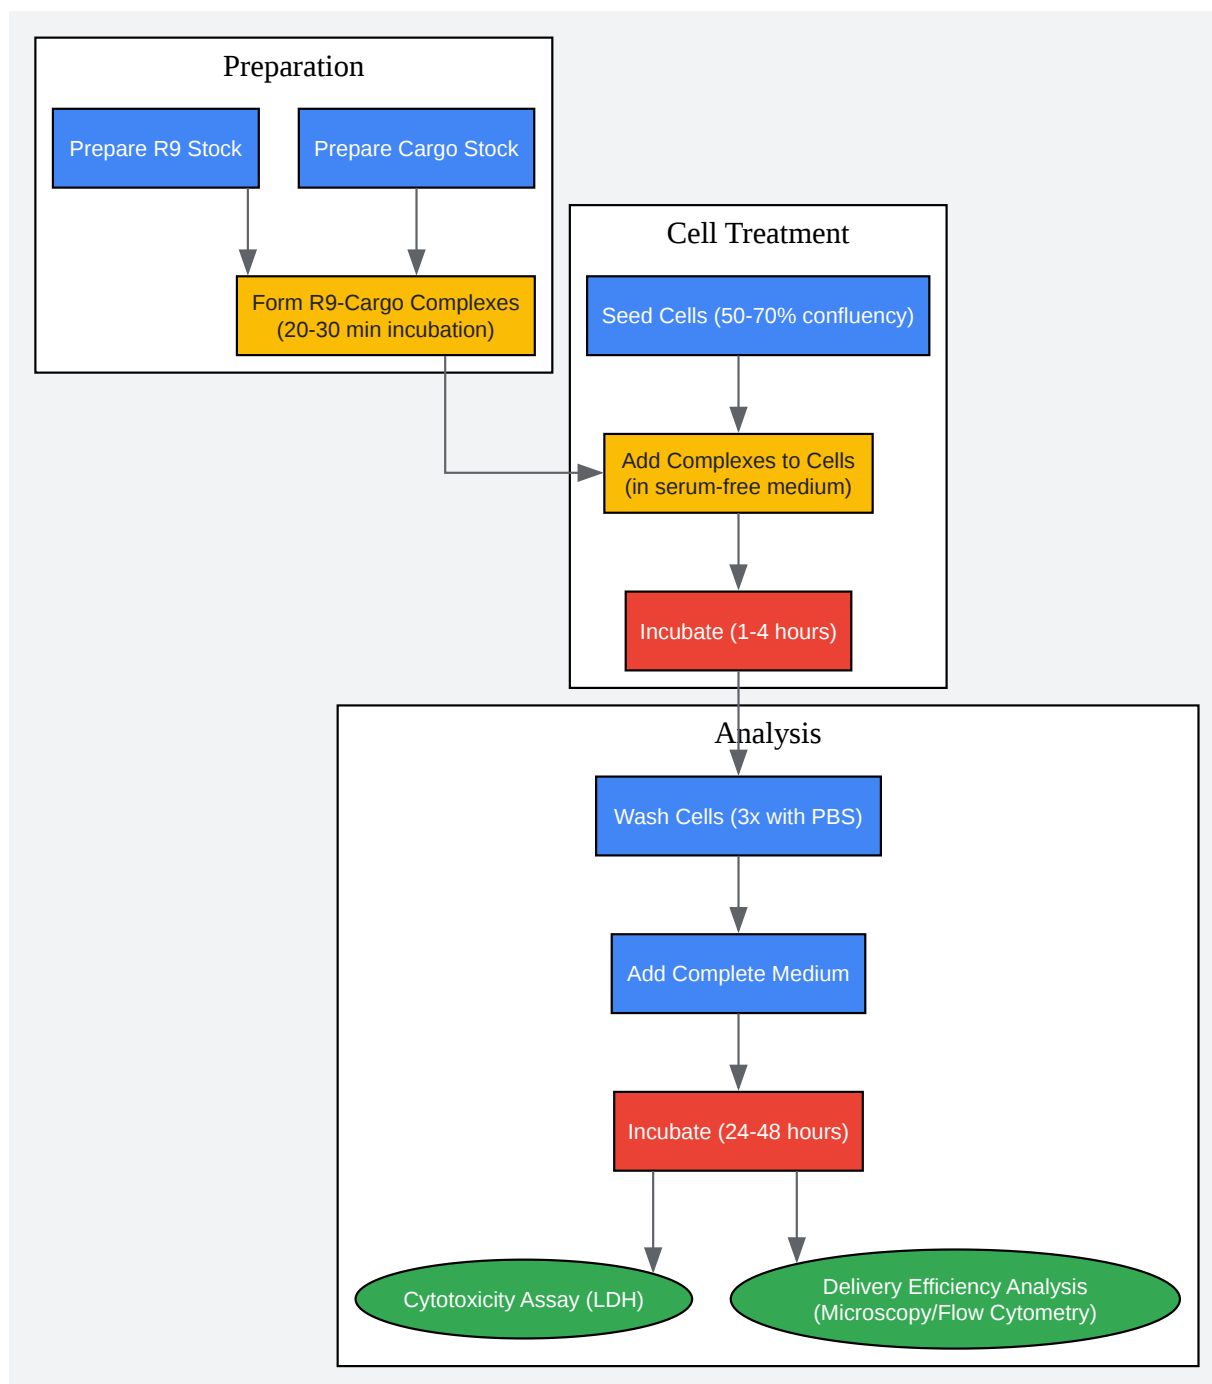 Preparation
Prepare R9 Stock
Prepare Cargo Stock
Form R9-Cargo Complexes
(20-30 min incubation)
Cell Treatment
Seed Cells (50-70% confluency)
Add Complexes to Cells
(in serum-free medium)
Incubate (1-4 hours)
Analysis
Wash Cells (3x with PBS)
Add Complete Medium
Incubate (24-48 hours)
Cytotoxicity Assay (LDH)
Delivery Efficiency Analysis
(Microscopy/Flow Cytometry)